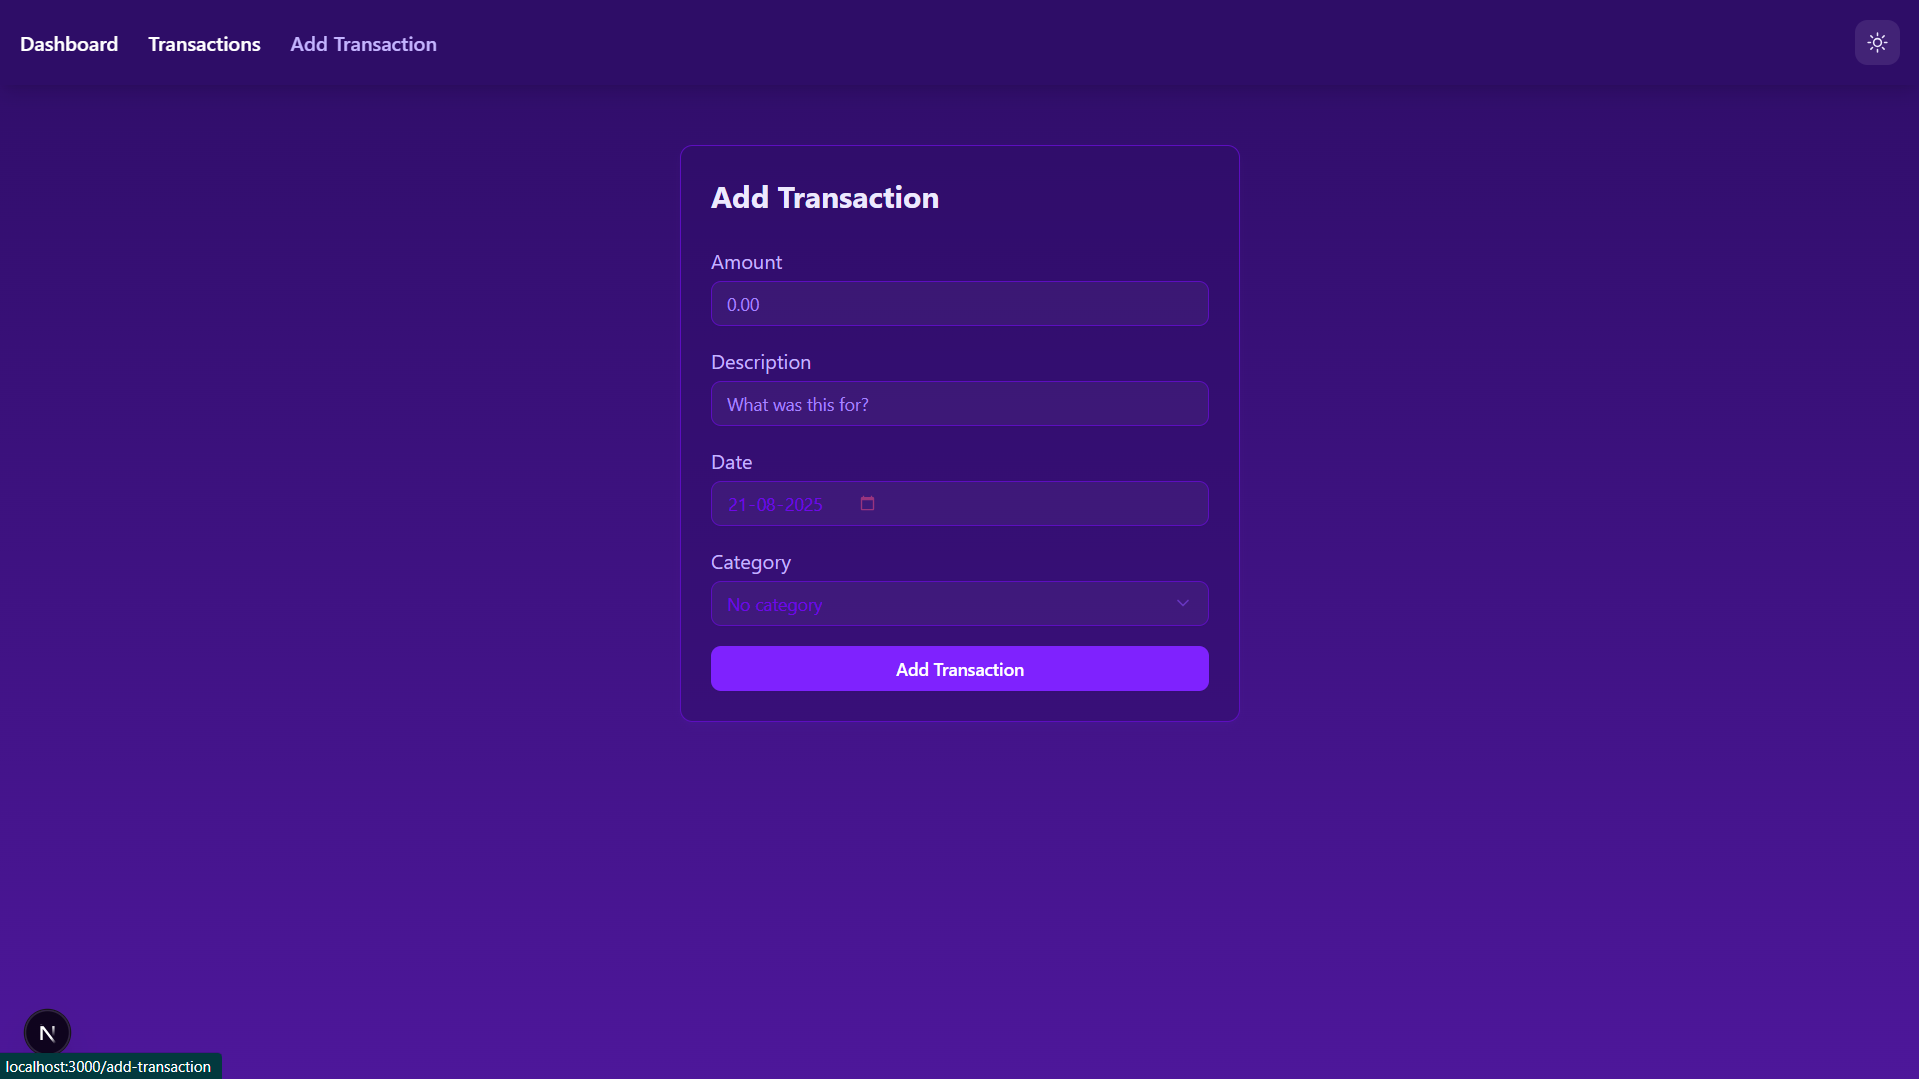 Dashboard Transactions Add Transaction
Add Transaction
Amount
0.00
Description
What was this for?
Date
21-08-2025
Category
No category
Add Transaction
N
localhost:3000/add-transaction